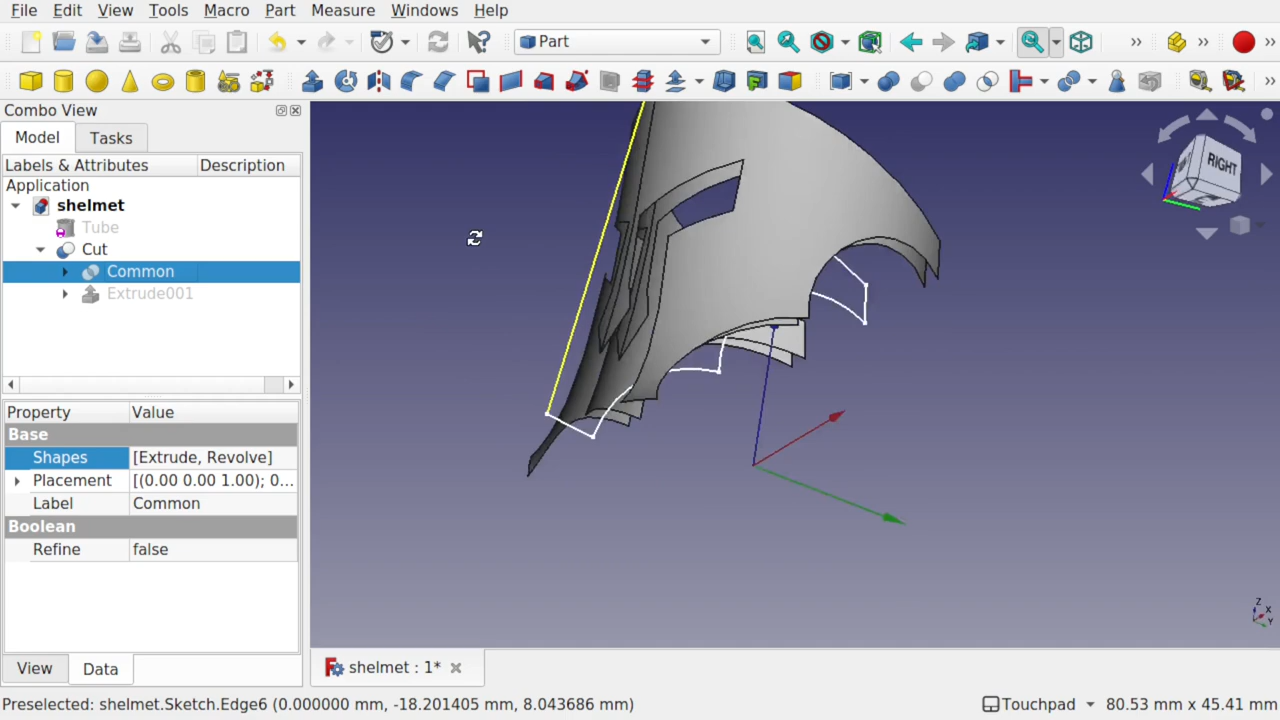 File Edit View Tools Macro Part Measure Windows Help
Part
Combo View
Model Tasks
Labels & Attributes Description
Application
shelmet
Tube
Cut
Common
Extrude001
Property Value
Base
Shapes [Extrude, Revolve]
Placement [(0.00 0.00 1.00); 0...
Label Common
Boolean
Refine false
View Data
RIGHT
Z
X
Y
shelmet : 1*
Preselected: shelmet.Sketch.Edge6 (0.000000 mm, -18.201405 mm, 8.043686 mm)
Touchpad 80.53 mm x 45.41 mm